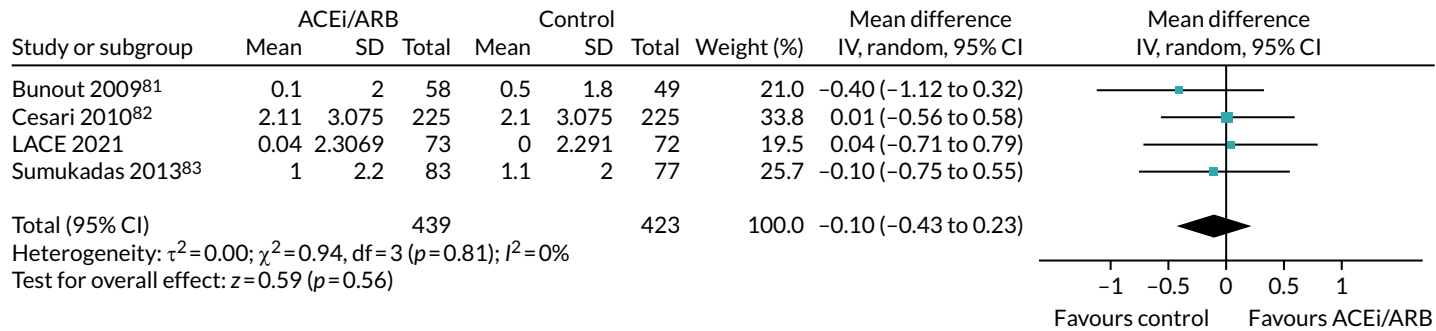 ACEi/ARB Control Mean difference Mean difference
Study or subgroup Mean SD Total Mean SD Total Weight (%) IV, random, 95% CI IV, random, 95% CI
Bunout 2009⁸¹ 0.1 2 58 0.5 1.8 49 21.0 −0.40 (−1.12 to 0.32)
Cesari 2010⁸² 2.11 3.075 225 2.1 3.075 225 33.8 0.01 (−0.56 to 0.58)
LACE 2021 0.04 2.3069 73 0 2.291 72 19.5 0.04 (−0.71 to 0.79)
Sumukadas 2013⁸³ 1 2.2 83 1.1 2 77 25.7 −0.10 (−0.75 to 0.55)
Total (95% CI) 439 423 100.0 −0.10 (−0.43 to 0.23)
Heterogeneity: τ²=0.00; χ²=0.94, df=3 (p=0.81); I²=0%
Test for overall effect: z=0.59 (p=0.56)
−1 −0.5 0 0.5 1
Favours control Favours ACEi/ARB